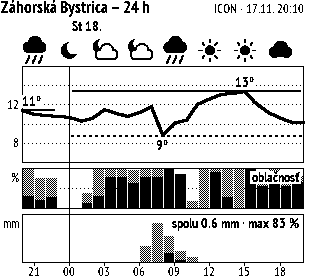 Záhorská Bystrica – 24 h
ICON · 17.11. 20:10
St 18.
11°
13°
9°
12
8
%
oblačnosť
mm
spolu 0.6 mm · max 83 %
21 00 03 06 09 12 15 18